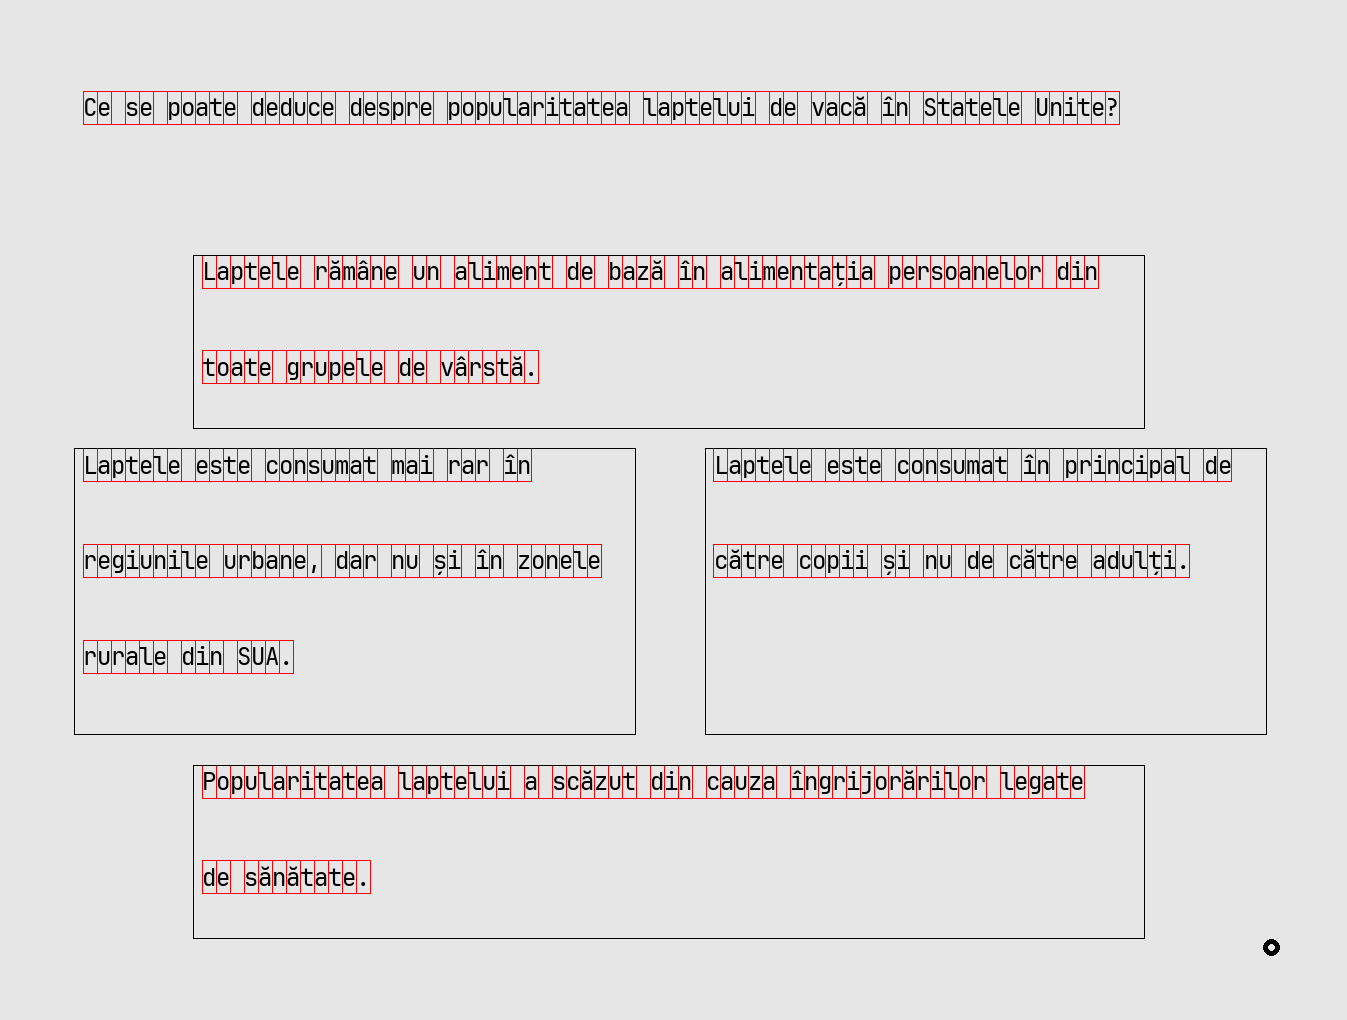 Ce se poate deduce despre popularitatea laptelui de vacă în Statele Unite?
Laptele rămâne un aliment de bază în alimentația persoanelor din
toate grupele de vârstă.
Laptele este consumat mai rar în
regiunile urbane, dar nu și în zonele
rurale din SUA.
Laptele este consumat în principal de
către copii și nu de către adulți.
Popularitatea laptelui a scăzut din cauza îngrijorărilor legate
de sănătate.